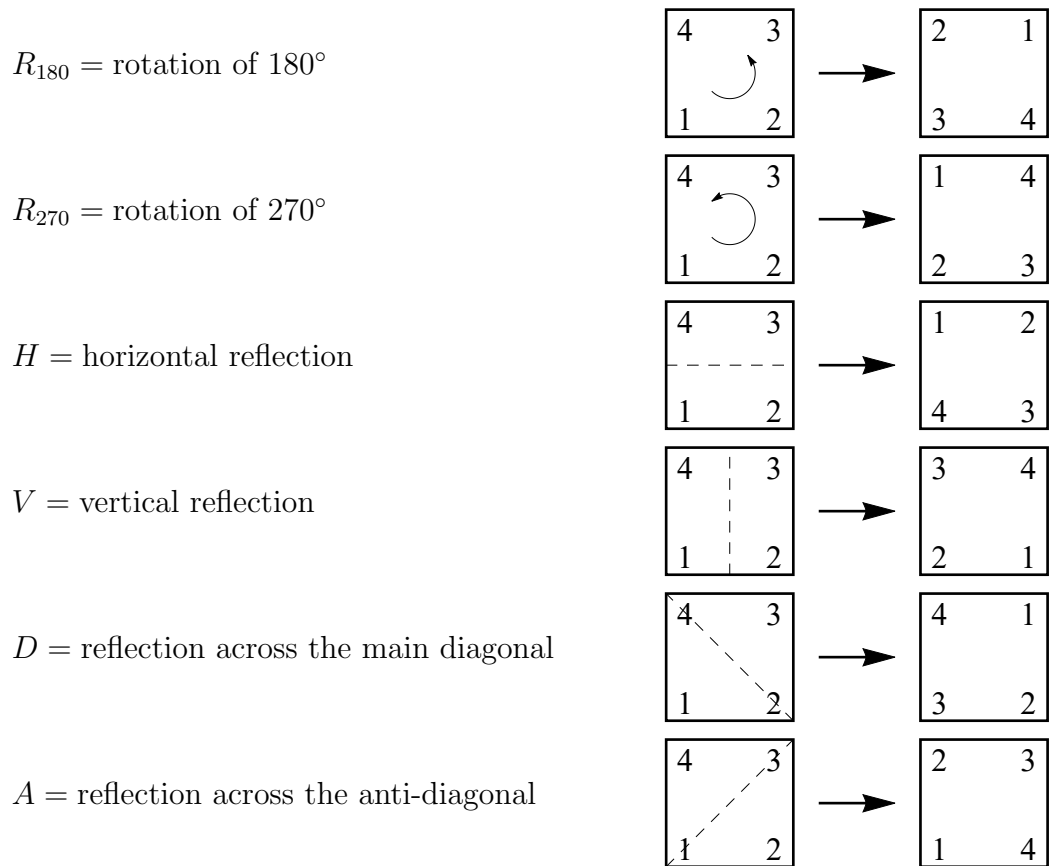 R₁₈₀ = rotation of 180°
4 3 2 1
1 2 3 4
R₂₇₀ = rotation of 270°
4 3 1 4
1 2 2 3
H = horizontal reflection
4 3 1 2
1 2 4 3
V = vertical reflection
4 3 3 4
1 2 2 1
D = reflection across the main diagonal
4 3 4 1
1 2 3 2
A = reflection across the anti-diagonal
4 3 2 3
1 2 1 4